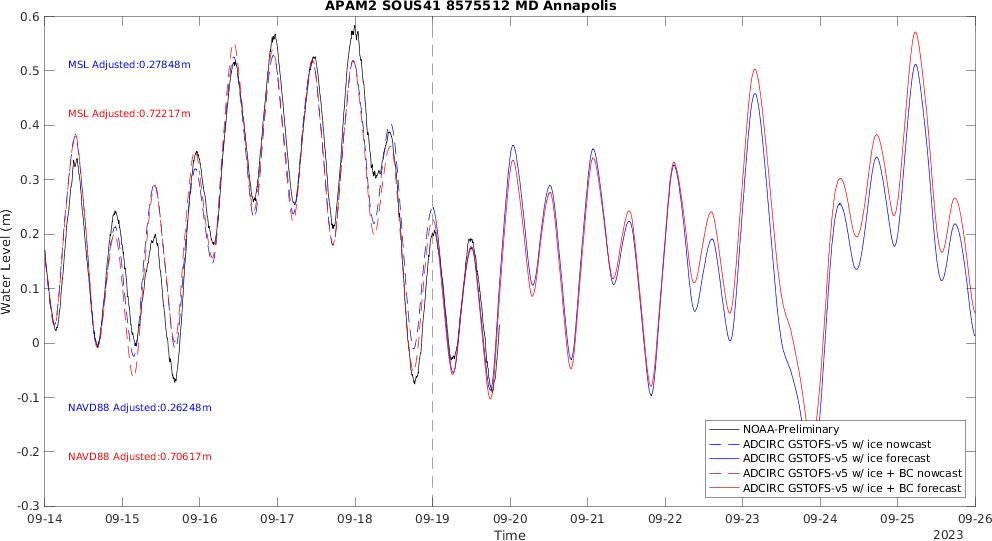 APAM2 SOUS41 8575512 MD Annapolis
0.6
0.5
0.4
0.3
0.2
0.1
0
-0.1
-0.2
-0.3
Water Level (m)
MSL Adjusted:0.27848m
MSL Adjusted:0.72217m
NAVD88 Adjusted:0.26248m
NAVD88 Adjusted:0.70617m
NOAA-Preliminary
ADCIRC GSTOFS-v5 w/ ice nowcast
ADCIRC GSTOFS-v5 w/ ice forecast
ADCIRC GSTOFS-v5 w/ ice + BC nowcast
ADCIRC GSTOFS-v5 w/ ice + BC forecast
09-14 09-15 09-16 09-17 09-18 09-19 09-20 09-21 09-22 09-23 09-24 09-25 09-26
Time
2023